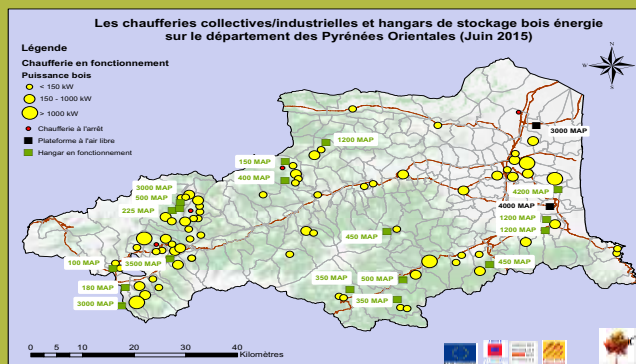 Les chaufferies collectives/industrielles et hangars de stockage bois énergie
sur le département des Pyrénées Orientales (Juin 2015)
Légende
Chaufferie en fonctionnement
Puissance bois
< 150 kW
150 - 1000 kW
> 1000 kW
Chaufferie à l'arrêt
Plateforme à l'air libre
Hangar en fonctionnement
N
W
E
S
3000 MAP
1200 MAP
150 MAP
400 MAP
3000 MAP
500 MAP
225 MAP
4200 MAP
4000 MAP
1200 MAP
1200 MAP
450 MAP
100 MAP
3500 MAP
450 MAP
350 MAP
500 MAP
180 MAP
3000 MAP
350 MAP
0 5 10 20 30 40
Kilomètres